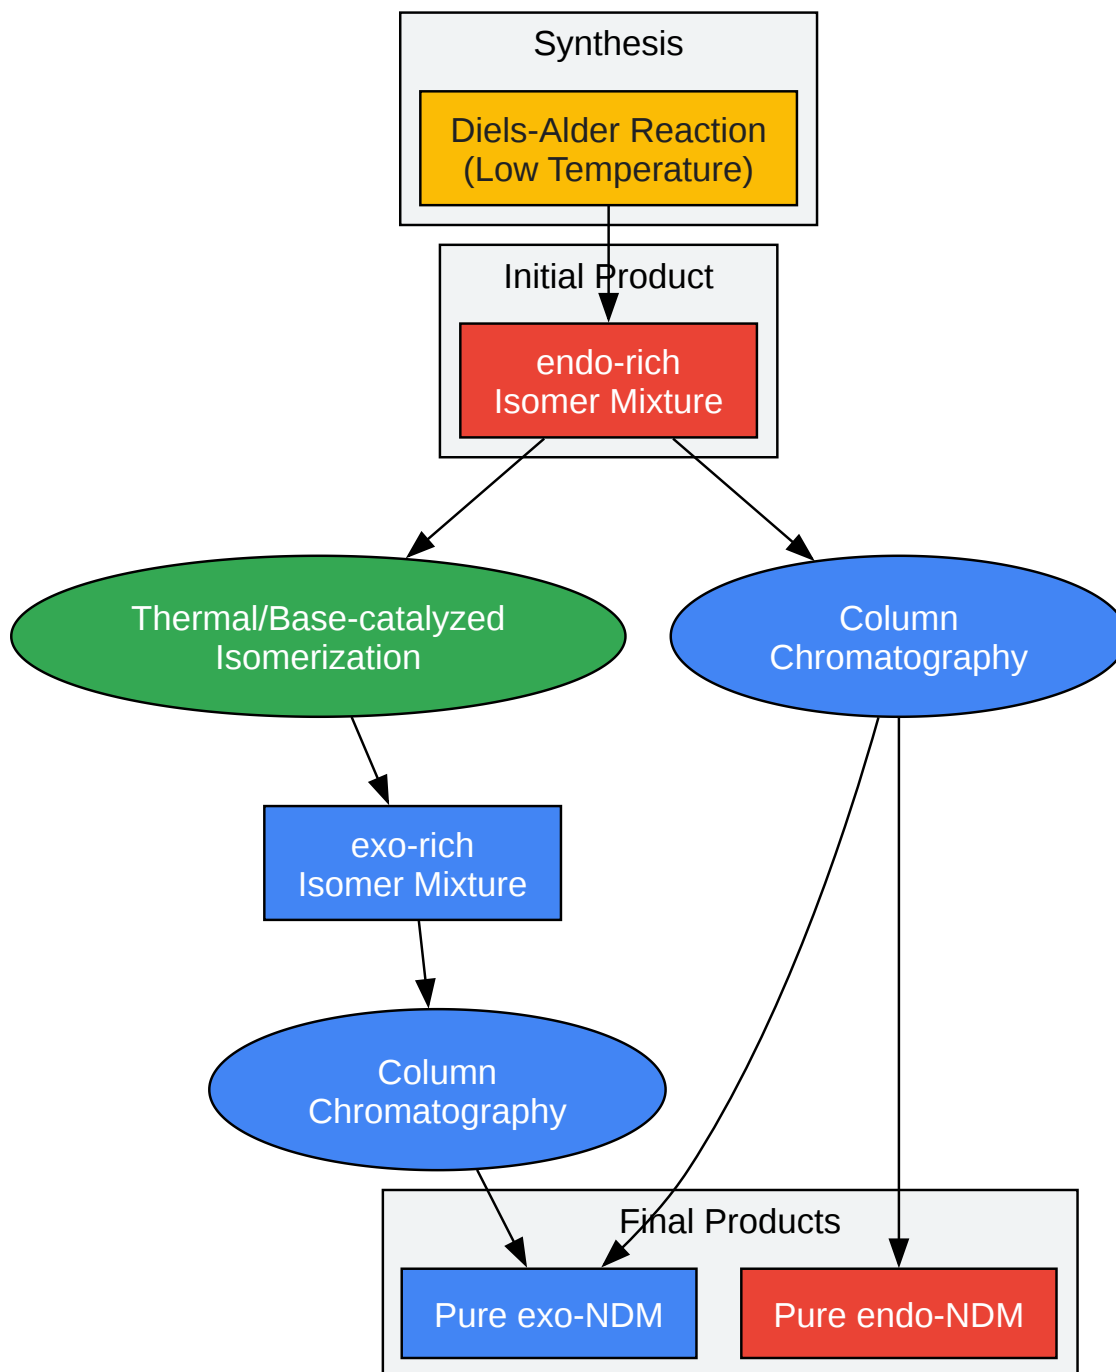 Synthesis
Diels-Alder Reaction
(Low Temperature)
Initial Product
endo-rich
Isomer Mixture
Thermal/Base-catalyzed
Isomerization
Column
Chromatography
exo-rich
Isomer Mixture
Column
Chromatography
Final Products
Pure exo-NDM
Pure endo-NDM